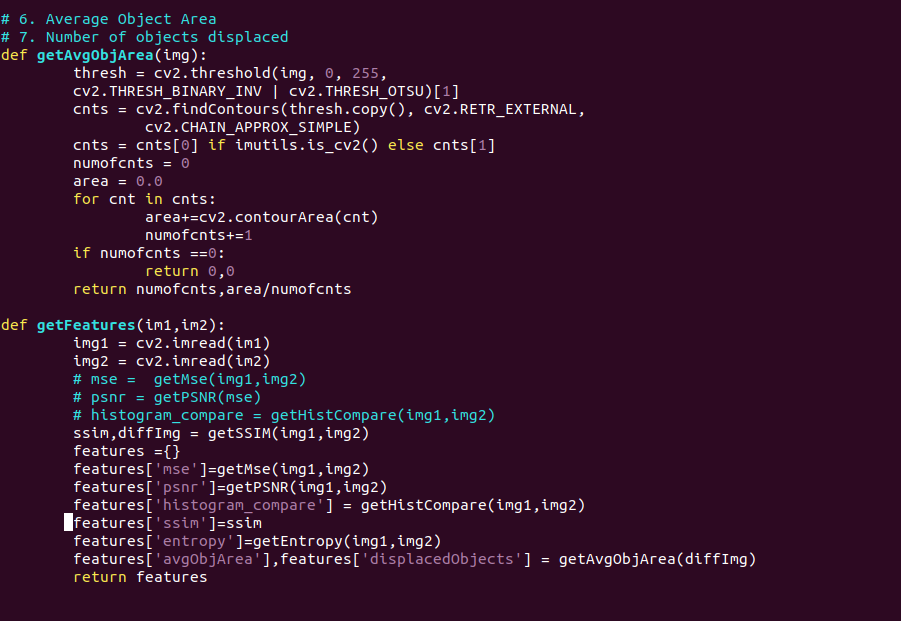 # 6. Average Object Area
# 7. Number of objects displaced
def getAvgObjArea(img):
        thresh = cv2.threshold(img, 0, 255,
        cv2.THRESH_BINARY_INV | cv2.THRESH_OTSU)[1]
        cnts = cv2.findContours(thresh.copy(), cv2.RETR_EXTERNAL,
                cv2.CHAIN_APPROX_SIMPLE)
        cnts = cnts[0] if imutils.is_cv2() else cnts[1]
        numofcnts = 0
        area = 0.0
        for cnt in cnts:
                area+=cv2.contourArea(cnt)
                numofcnts+=1
        if numofcnts ==0:
                return 0,0
        return numofcnts,area/numofcnts

def getFeatures(im1,im2):
        img1 = cv2.imread(im1)
        img2 = cv2.imread(im2)
        # mse =  getMse(img1,img2)
        # psnr = getPSNR(mse)
        # histogram_compare = getHistCompare(img1,img2)
        ssim,diffImg = getSSIM(img1,img2)
        features ={}
        features['mse']=getMse(img1,img2)
        features['psnr']=getPSNR(img1,img2)
        features['histogram_compare'] = getHistCompare(img1,img2)
        features['ssim']=ssim
        features['entropy']=getEntropy(img1,img2)
        features['avgObjArea'],features['displacedObjects'] = getAvgObjArea(diffImg)
        return features